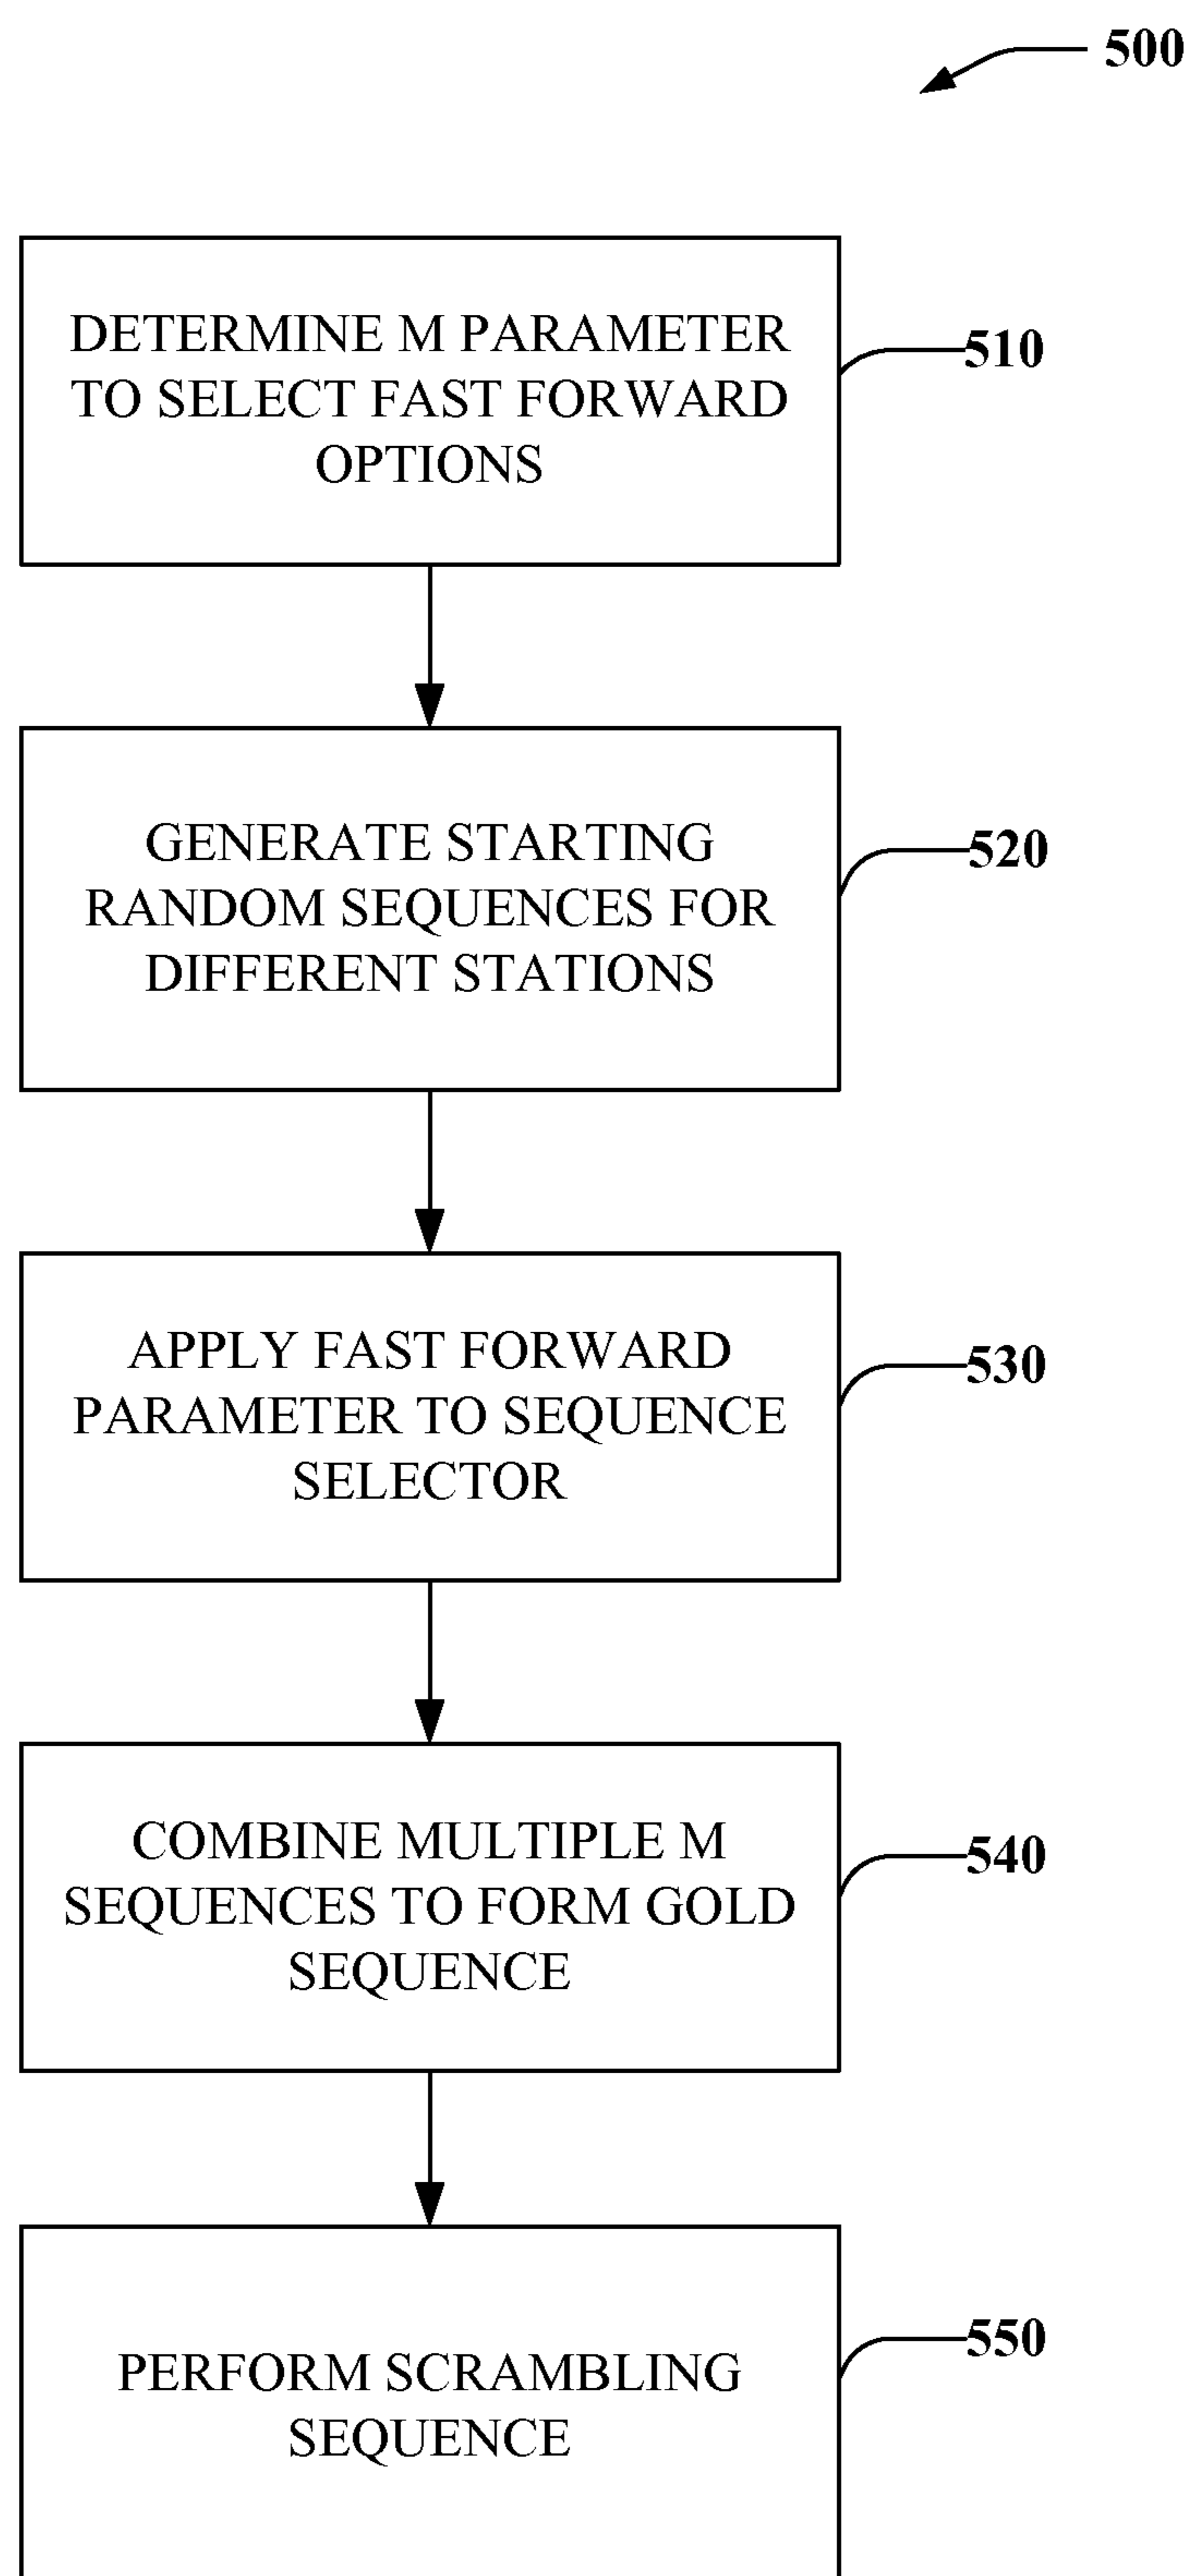 500
DETERMINE M PARAMETER
TO SELECT FAST FORWARD
OPTIONS
510
GENERATE STARTING
RANDOM SEQUENCES FOR
DIFFERENT STATIONS
520
APPLY FAST FORWARD
PARAMETER TO SEQUENCE
SELECTOR
530
COMBINE MULTIPLE M
SEQUENCES TO FORM GOLD
SEQUENCE
540
PERFORM SCRAMBLING
SEQUENCE
550